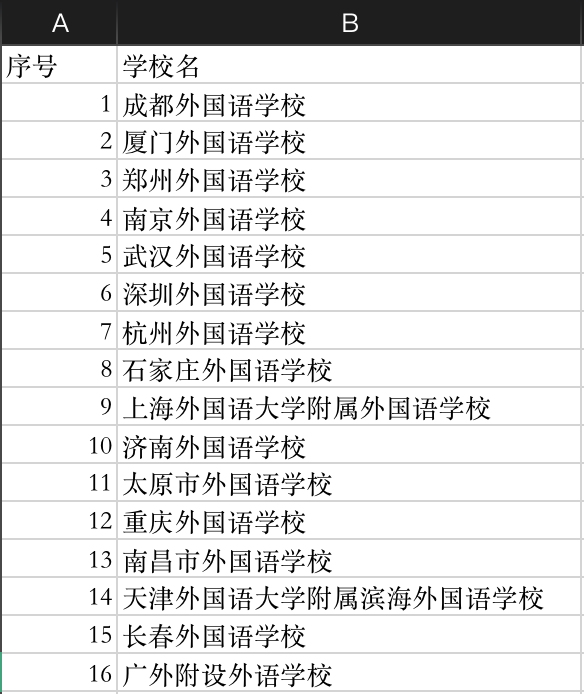 A B
序号 学校名
1 成都外国语学校
2 厦门外国语学校
3 郑州外国语学校
4 南京外国语学校
5 武汉外国语学校
6 深圳外国语学校
7 杭州外国语学校
8 石家庄外国语学校
9 上海外国语大学附属外国语学校
10 济南外国语学校
11 太原市外国语学校
12 重庆外国语学校
13 南昌市外国语学校
14 天津外国语大学附属滨海外国语学校
15 长春外国语学校
16 广外附设外语学校